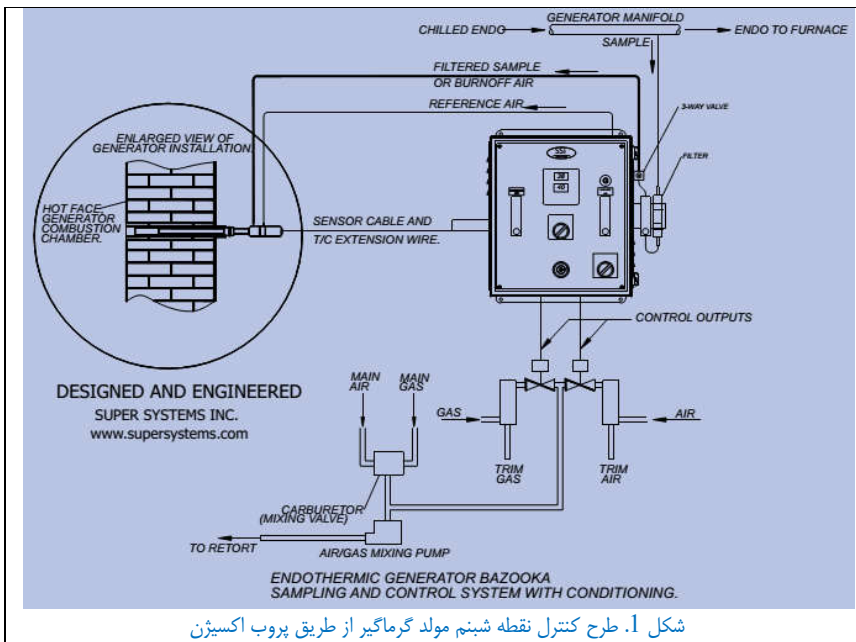 GENERATOR MANIFOLD
CHILLED ENDO
ENDO TO FURNACE
SAMPLE
FILTERED SAMPLE
OR BURNOFF AIR
REFERENCE AIR
3-WAY VALVE
FILTER
ENLARGED VIEW OF
GENERATOR INSTALLATION.
HOT FACE
GENERATOR
COMBUSTION
CHAMBER.
SENSOR CABLE AND
T/C EXTENSION WIRE.
SSi
CONTROL OUTPUTS
DESIGNED AND ENGINEERED
SUPER SYSTEMS INC.
www.supersystems.com
MAIN
AIR
MAIN
GAS
GAS
AIR
TRIM
GAS
TRIM
AIR
CARBURETOR
(MIXING VALVE)
TO RETORT
AIR/GAS MIXING PUMP
ENDOTHERMIC GENERATOR BAZOOKA
SAMPLING AND CONTROL SYSTEM WITH CONDITIONING.
شکل 1. طرح کنترل نقطه شبنم مولد گرماگیر از طریق پروب اکسیژن